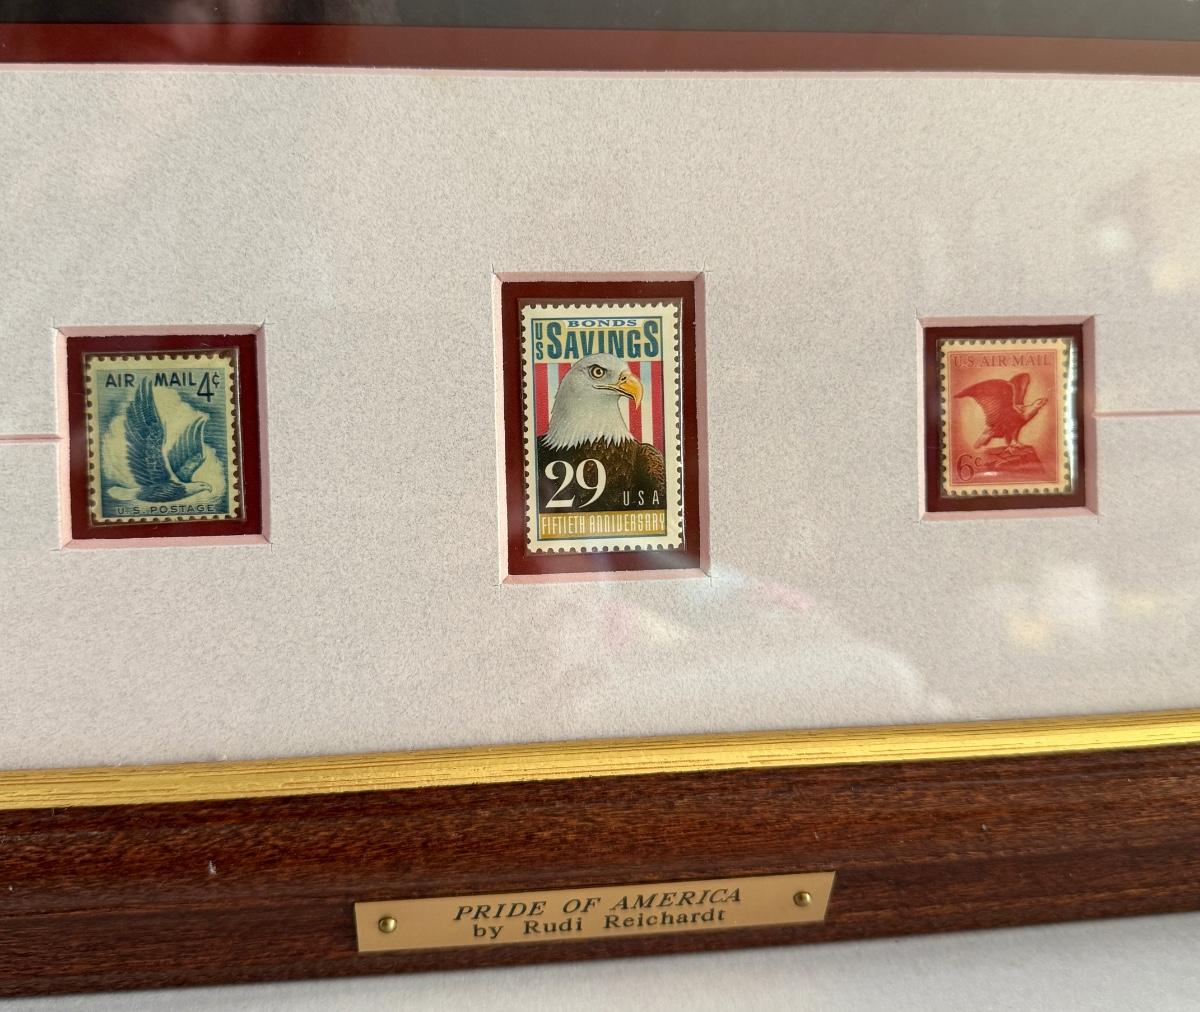 AIR MAIL 4¢
U.S. POSTAGE
US BONDS
SAVINGS
29 USA
FIFTIETH ANNIVERSARY
U.S. AIR MAIL
6¢
PRIDE OF AMERICA
by Rudi Reichardt